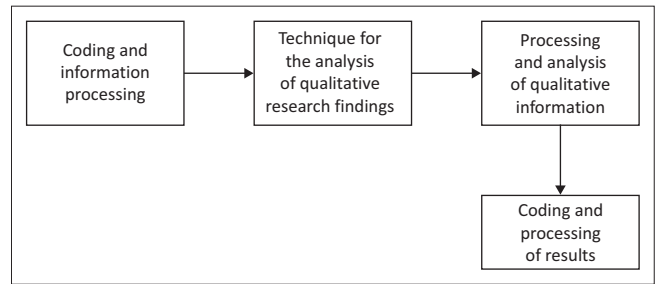 Coding and
information
processing
Technique for
the analysis
of qualitative
research findings
Processing
and analysis
of qualitative
information
Coding and
processing
of results